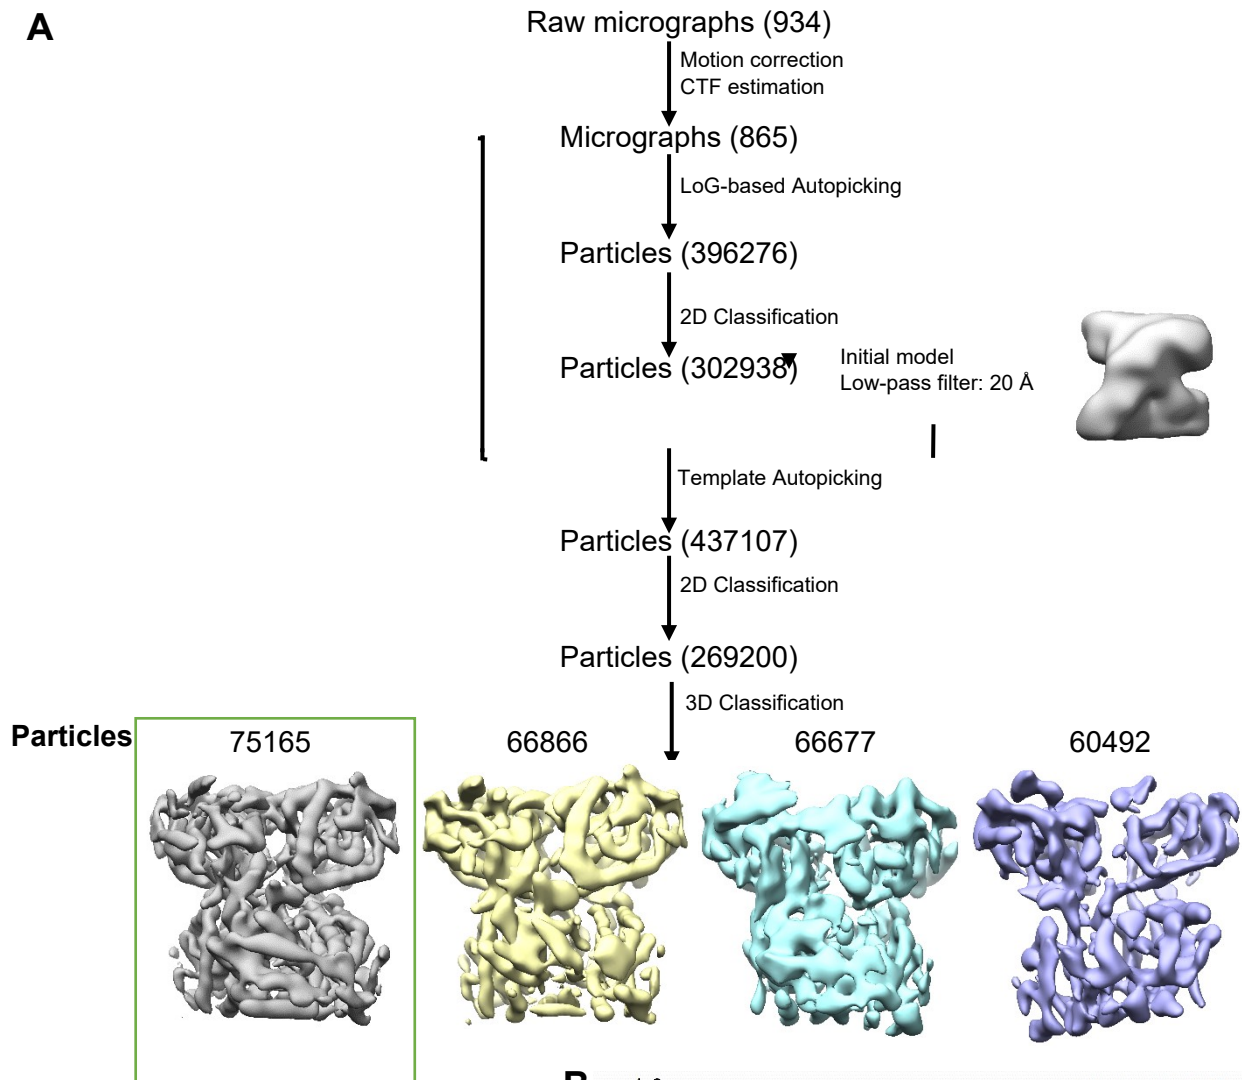 A
Raw micrographs (934)
Motion correction
CTF estimation
Micrographs (865)
LoG-based Autopicking
Particles (396276)
2D Classification
Particles (302938)
Initial model
Low-pass filter: 20 Å
Template Autopicking
Particles (437107)
2D Classification
Particles (269200)
3D Classification
Particles 75165 66866 66677 60492